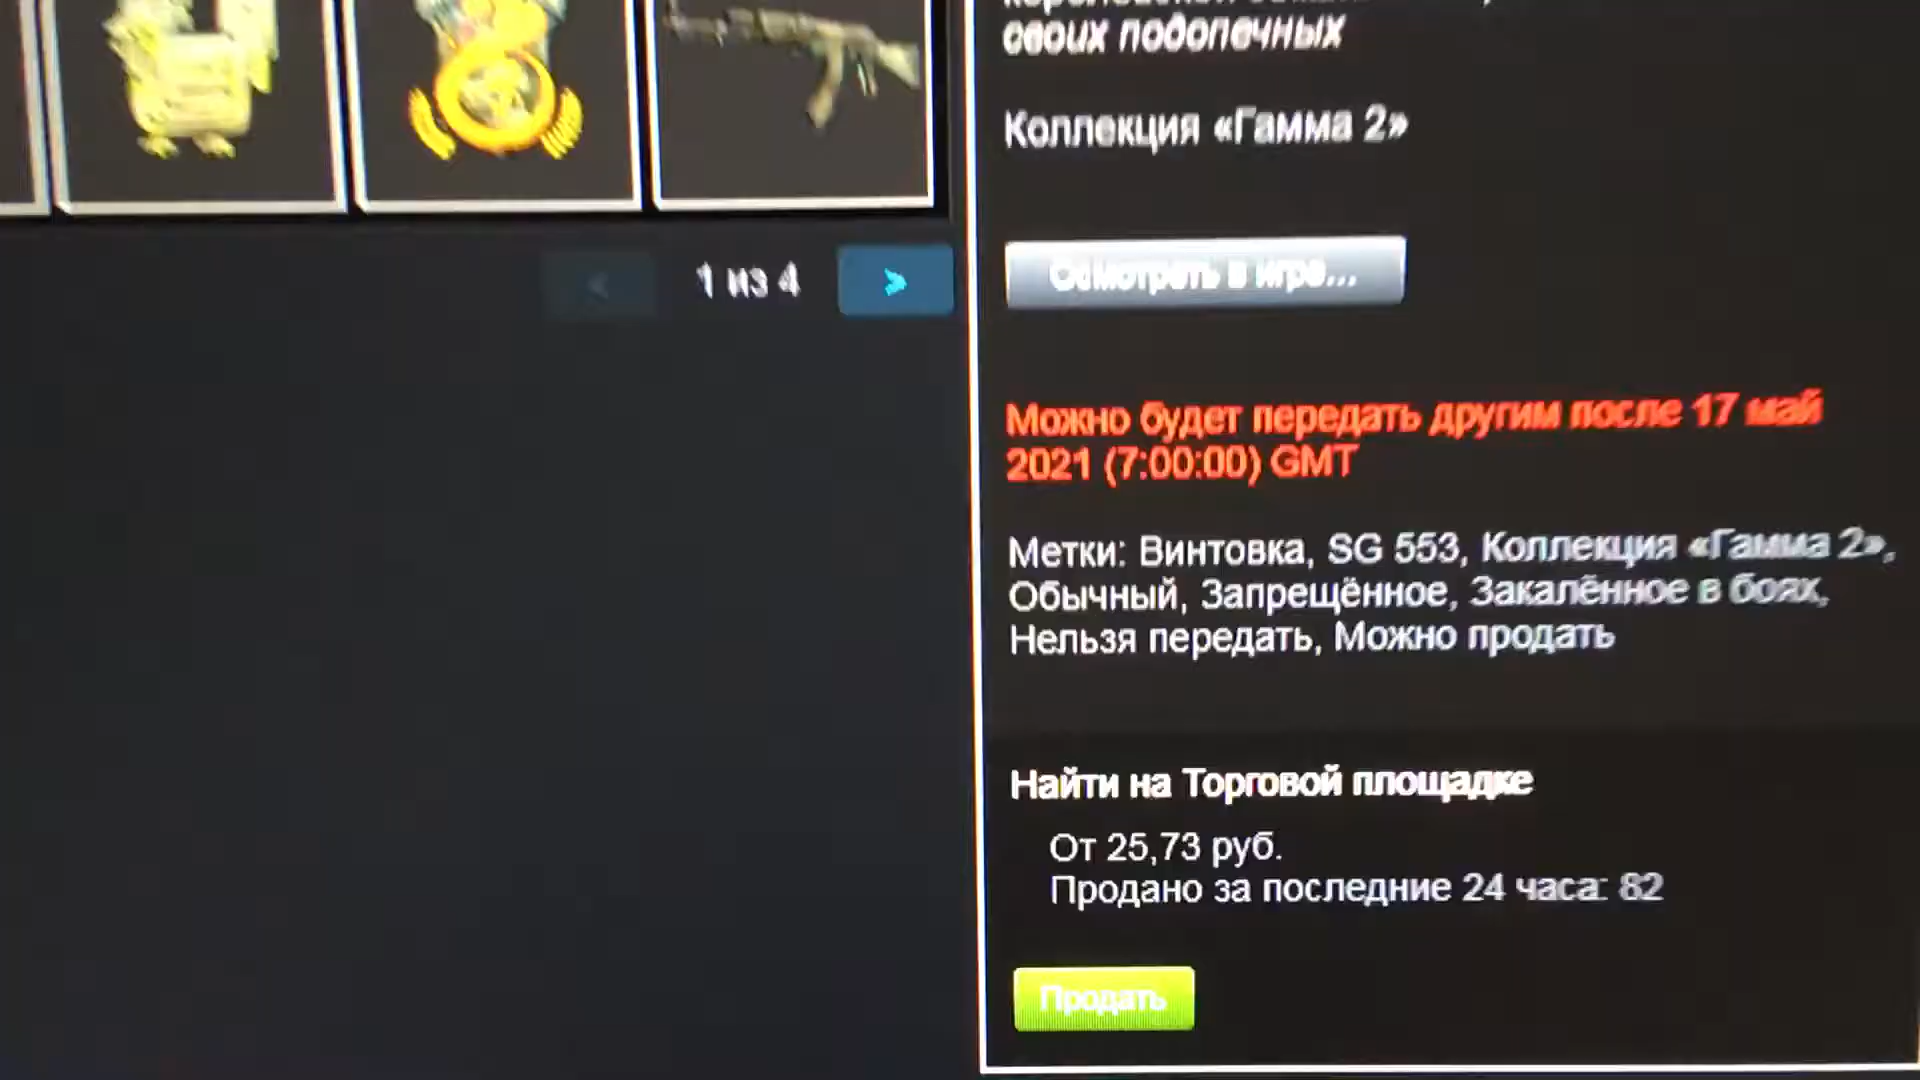 своих подопечных
Коллекция «Гамма 2»
Осмотреть в игре...
< 1 из 4 >
Можно будет передать другим после 17 май
2021 (7:00:00) GMT
Метки: Винтовка, SG 553, Коллекция «Гамма 2»,
Обычный, Запрещённое, Закалённое в боях,
Нельзя передать, Можно продать
Найти на Торговой площадке
От 25,73 руб.
Продано за последние 24 часа: 82
Продать